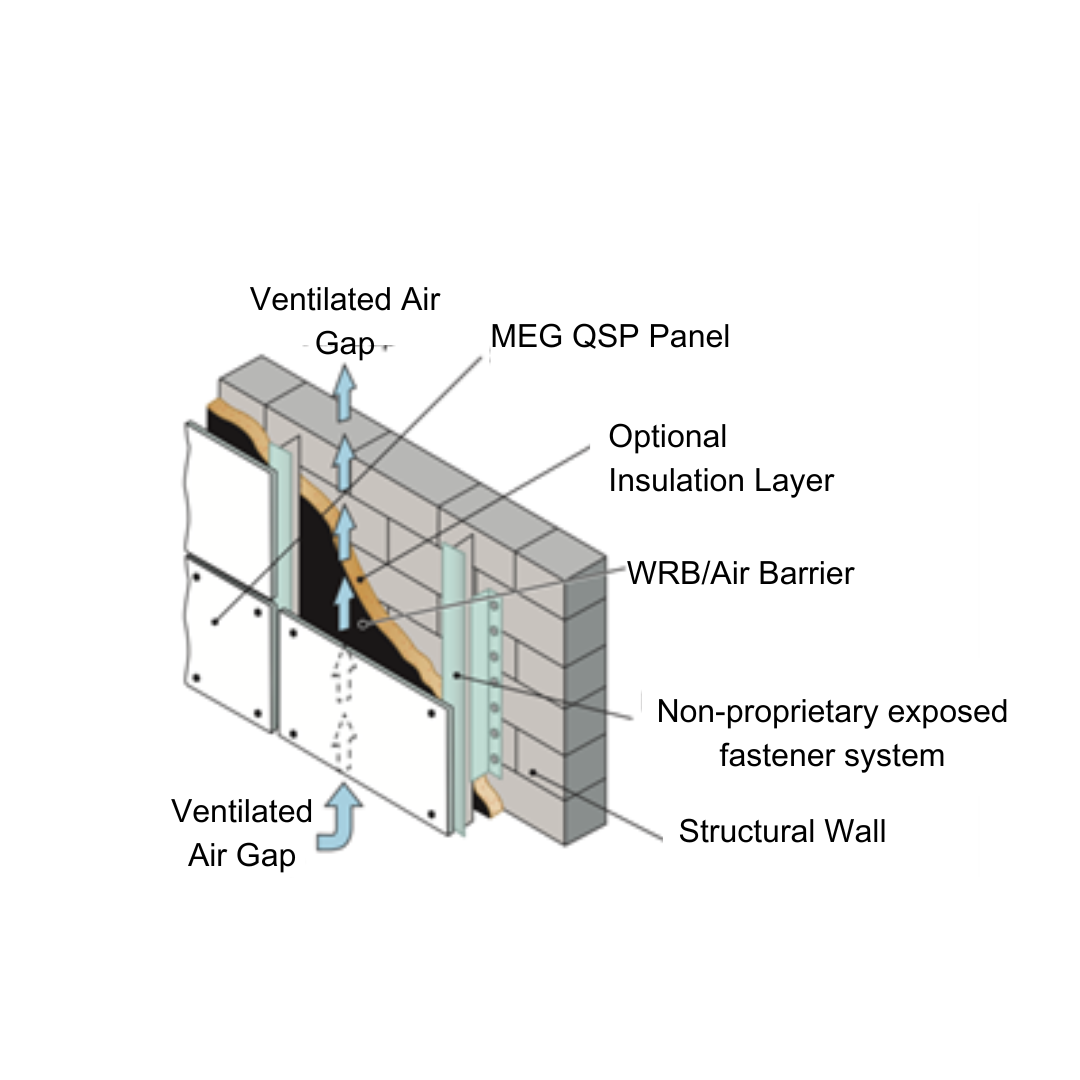 Ventilated Air
Gap
MEG QSP Panel
Optional
Insulation Layer
WRB/Air Barrier
Non-proprietary exposed
fastener system
Ventilated
Air Gap
Structural Wall